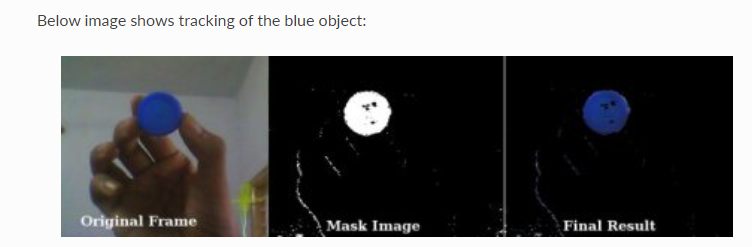 Below image shows tracking of the blue object:
Original Frame
Mask Image
Final Result